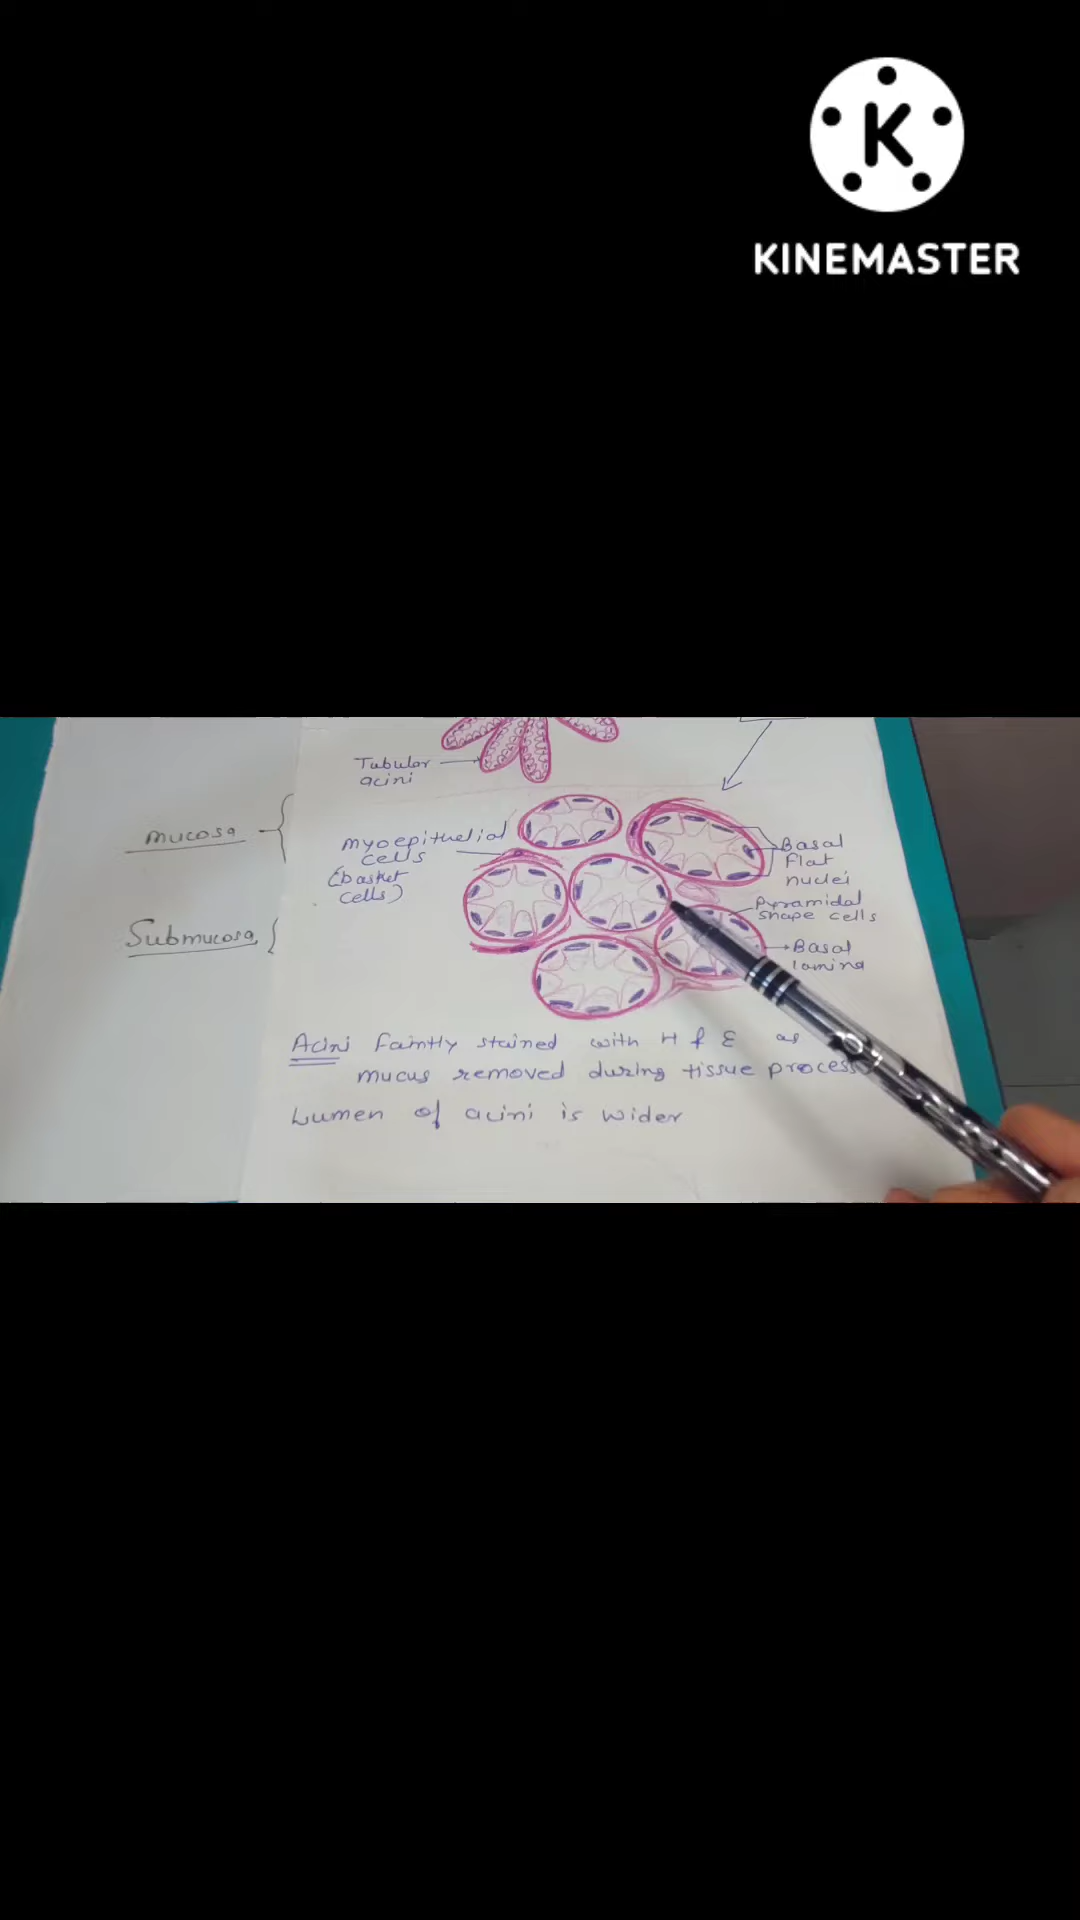 KINEMASTER
Tubular
acini
mucosa
myoepithelial
cells
(basket
cells)
Basal
flat
nuclei
Pyramidal
shape cells
Submucosa
Basal
lamina
Acini faintly stained with H & E as
mucus removed during tissue process
Lumen of acini is wider